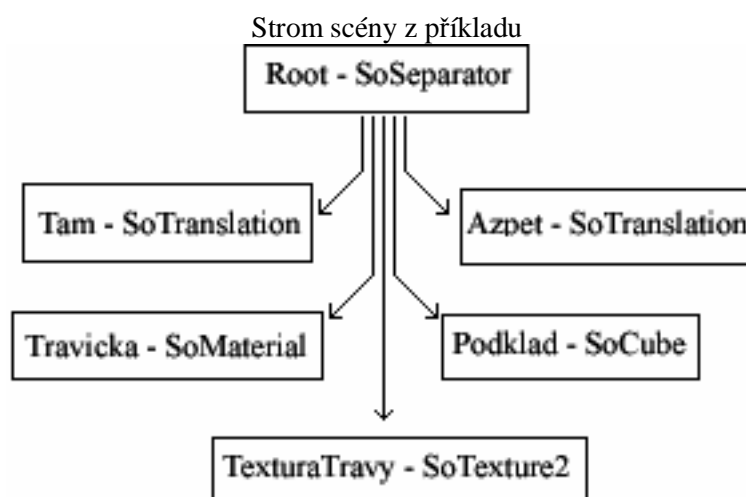 Strom scény z příkladu
Root - SoSeparator
Tam - SoTranslation
Azpet - SoTranslation
Travicka - SoMaterial
Podklad - SoCube
TexturaTravy - SoTexture2